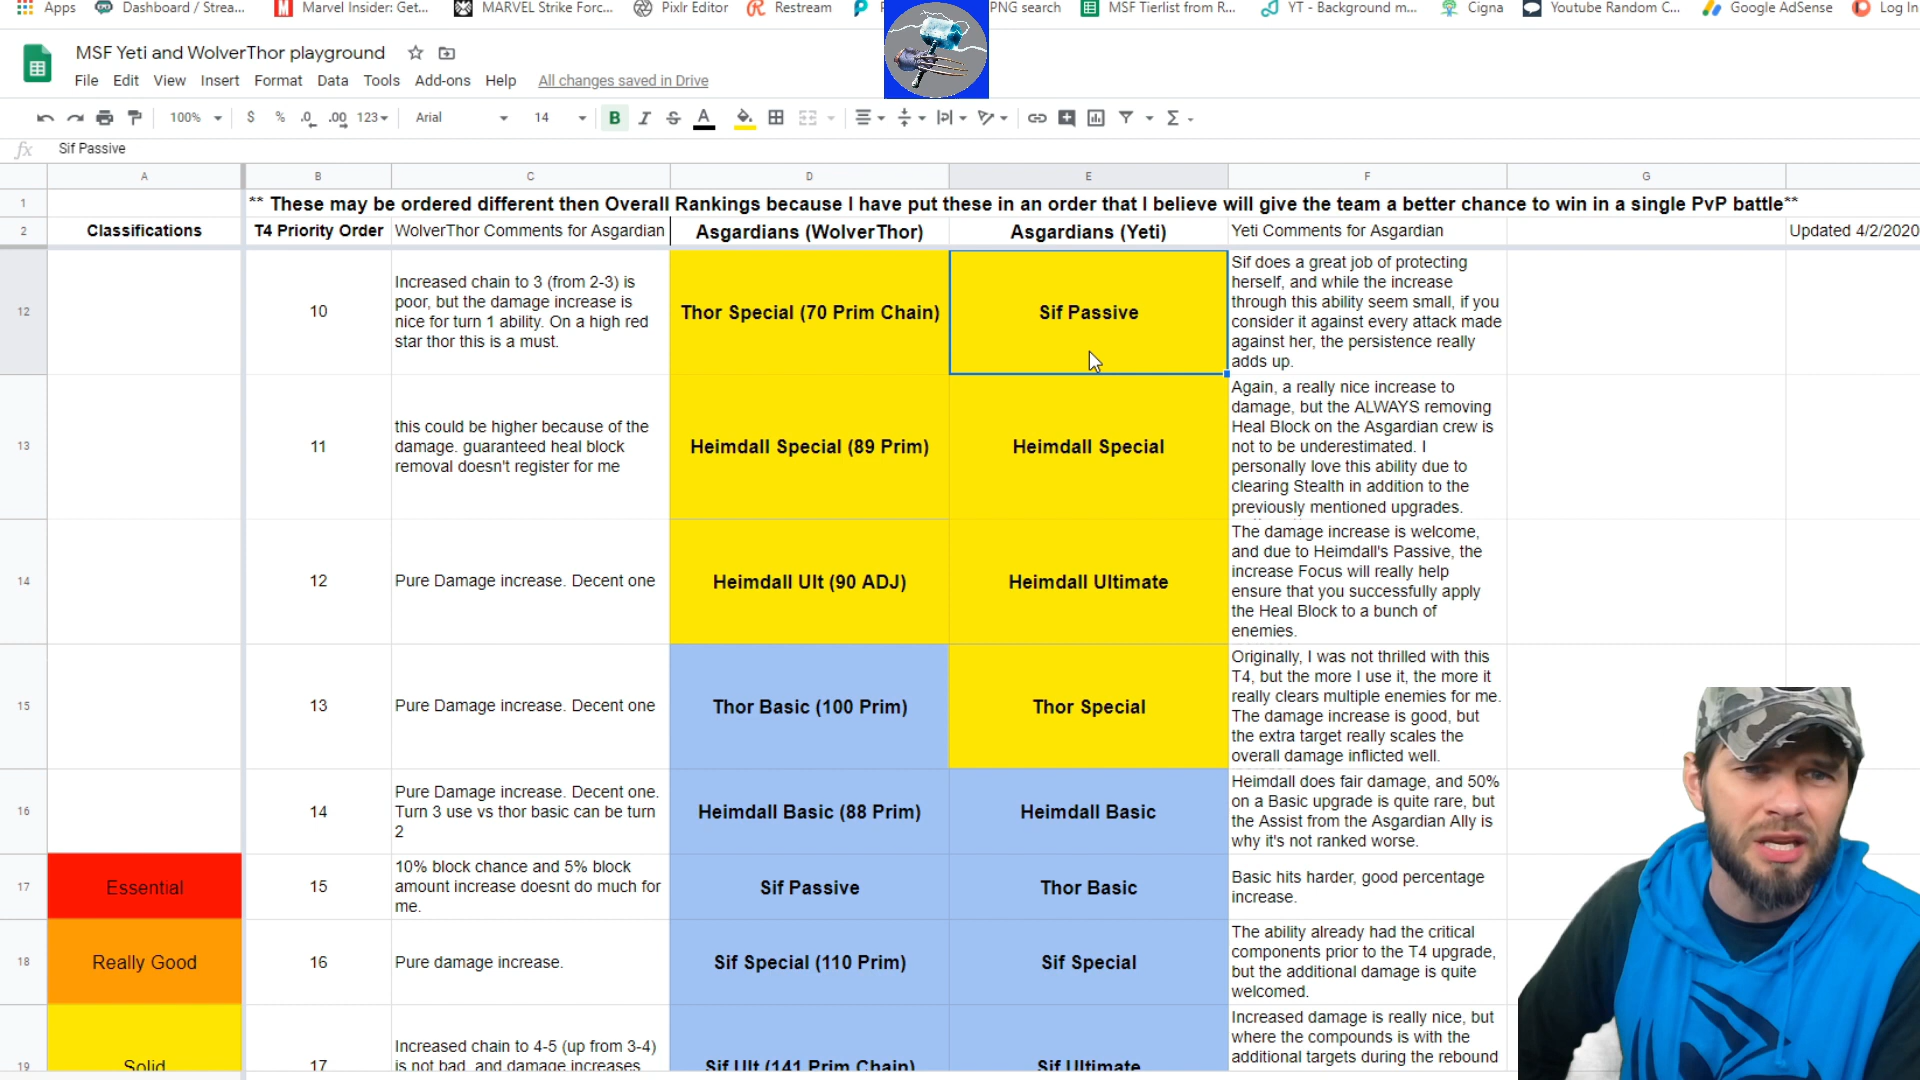 Apps Dashboard / Strea... Marvel Insider: Get... MARVEL Strike Forc... Pixlr Editor Restream PNG search MSF Tierlist from R... YT - Background m... Cigna Youtube Random C... Google AdSense Log In
MSF Yeti and WolverThor playground
File Edit View Insert Format Data Tools Add-ons Help All changes saved in Drive
100% $ % .0 .00 123 Arial 14 B I S A
fx Sif Passive
A B C D E F G
1 ** These may be ordered different then Overall Rankings because I have put these in an order that I believe will give the team a better chance to win in a single PvP battle**
2 Classifications T4 Priority Order WolverThor Comments for Asgardian Asgardians (WolverThor) Asgardians (Yeti) Yeti Comments for Asgardian Updated 4/2/2020
12
10
Increased chain to 3 (from 2-3) is
poor, but the damage increase is
nice for turn 1 ability. On a high red
star thor this is a must.
Thor Special (70 Prim Chain)
Sif Passive
Sif does a great job of protecting
herself, and while the increase
through this ability seem small, if you
consider it against every attack made
against her, the persistence really
adds up.
13
11
this could be higher because of the
damage. guaranteed heal block
removal doesn't register for me
Heimdall Special (89 Prim)
Heimdall Special
Again, a really nice increase to
damage, but the ALWAYS removing
Heal Block on the Asgardian crew is
not to be underestimated. I
personally love this ability due to
clearing Stealth in addition to the
previously mentioned upgrades.
14
12
Pure Damage increase. Decent one
Heimdall Ult (90 ADJ)
Heimdall Ultimate
The damage increase is welcome,
and due to Heimdall's Passive, the
increase Focus will really help
ensure that you successfully apply
the Heal Block to a bunch of
enemies.
15
13
Pure Damage increase. Decent one
Thor Basic (100 Prim)
Thor Special
Originally, I was not thrilled with this
T4, but the more I use it, the more it
really clears multiple enemies for me.
The damage increase is good, but
the extra target really scales the
overall damage inflicted well.
16
14
Pure Damage increase. Decent one.
Turn 3 use vs thor basic can be turn
2
Heimdall Basic (88 Prim)
Heimdall Basic
Heimdall does fair damage, and 50%
on a Basic upgrade is quite rare, but
the Assist from the Asgardian Ally is
why it's not ranked worse.
17
Essential
15
10% block chance and 5% block
amount increase doesnt do much for
me.
Sif Passive
Thor Basic
Basic hits harder, good percentage
increase.
18
Really Good
16
Pure damage increase.
Sif Special (110 Prim)
Sif Special
The ability already had the critical
components prior to the T4 upgrade,
but the additional damage is quite
welcomed.
19
Solid
17
Increased chain to 4-5 (up from 3-4)
is not bad, and damage increases
Sif Ult (141 Prim Chain)
Sif Ultimate
Increased damage is really nice, but
where the compounds is with the
additional targets during the rebound